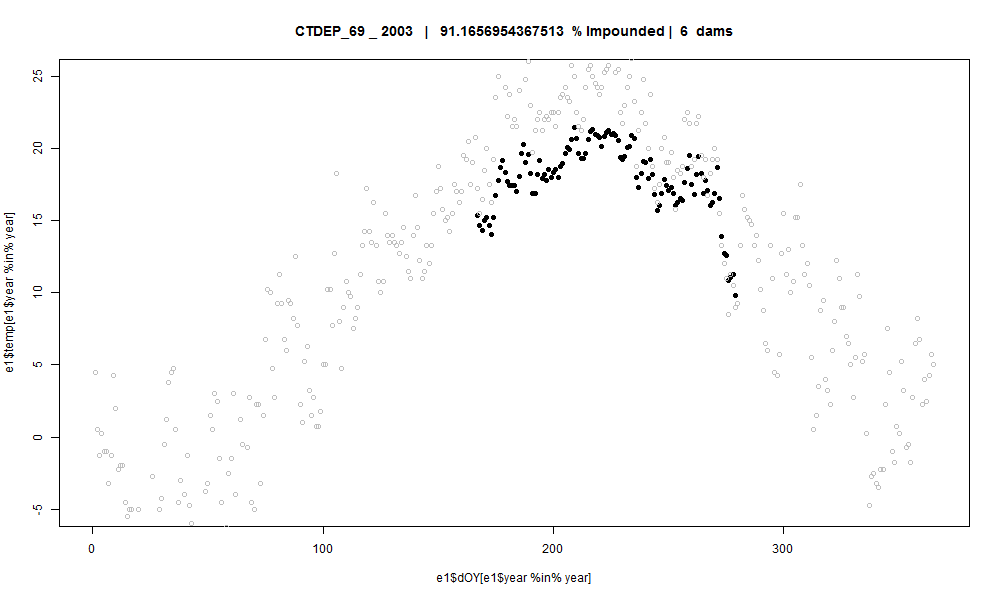 CTDEP_69 _ 2003 | 91.1656954367513 % Impounded | 6 dams
e1$temp[e1$year %in% year]
25
20
15
10
5
0
-5
0 100 200 300
e1$dOY[e1$year %in% year]